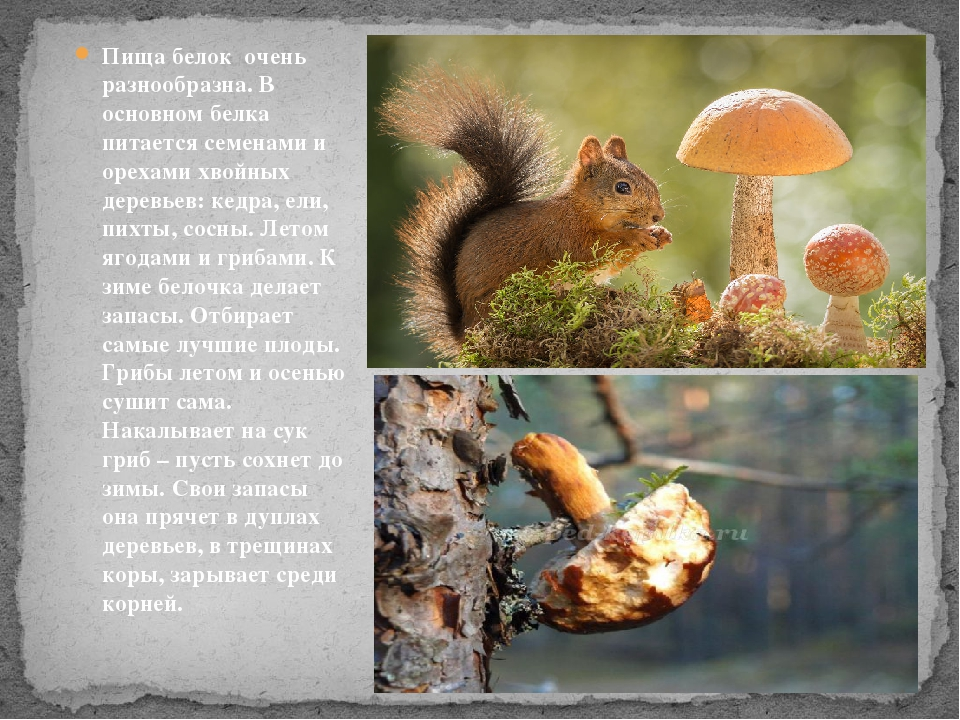 Пища белок очень
разнообразна. В
основном белка
питается семенами и
орехами хвойных
деревьев: кедра, ели,
пихты, сосны. Летом
ягодами и грибами. К
зиме белочка делает
запасы. Отбирает
самые лучшие плоды.
Грибы летом и осенью
сушит сама.
Накалывает на сук
гриб – пусть сохнет до
зимы. Свои запасы
она прячет в дуплах
деревьев, в трещинах
коры, зарывает среди
корней.